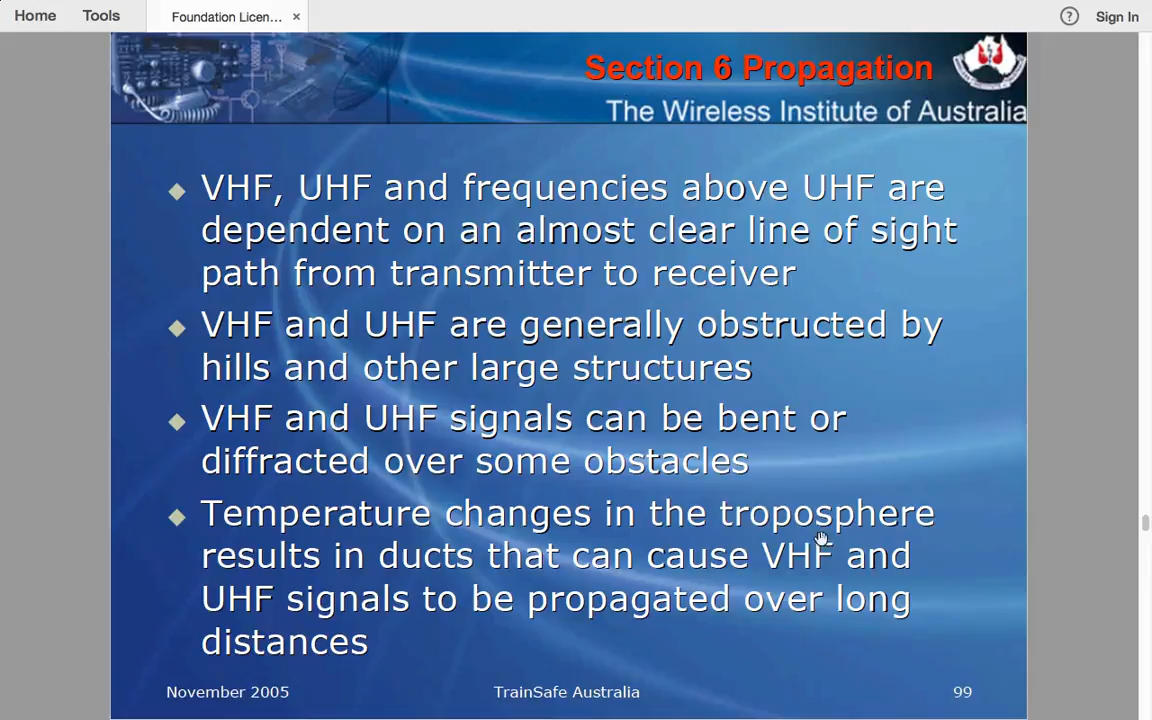 Home Tools Foundation Licen... × ? Sign In
Section 6 Propagation
The Wireless Institute of Australia
VHF, UHF and frequencies above UHF are
dependent on an almost clear line of sight
path from transmitter to receiver
VHF and UHF are generally obstructed by
hills and other large structures
VHF and UHF signals can be bent or
diffracted over some obstacles
Temperature changes in the troposphere
results in ducts that can cause VHF and
UHF signals to be propagated over long
distances
November 2005 TrainSafe Australia 99